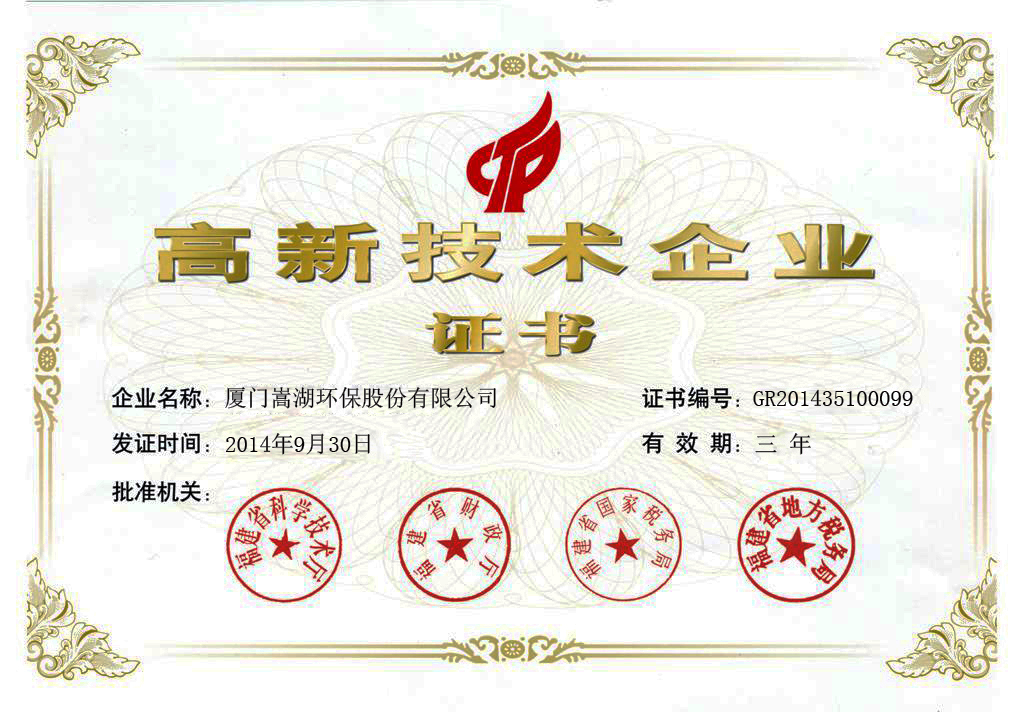 高新技术企业
证书
企业名称：厦门嵩湖环保股份有限公司
证书编号：GR201435100099
发证时间：2014年9月30日
有 效 期：三 年
批准机关：
福建省科学技术厅
福建省财政厅
福建省国家税务局
福建省地方税务局